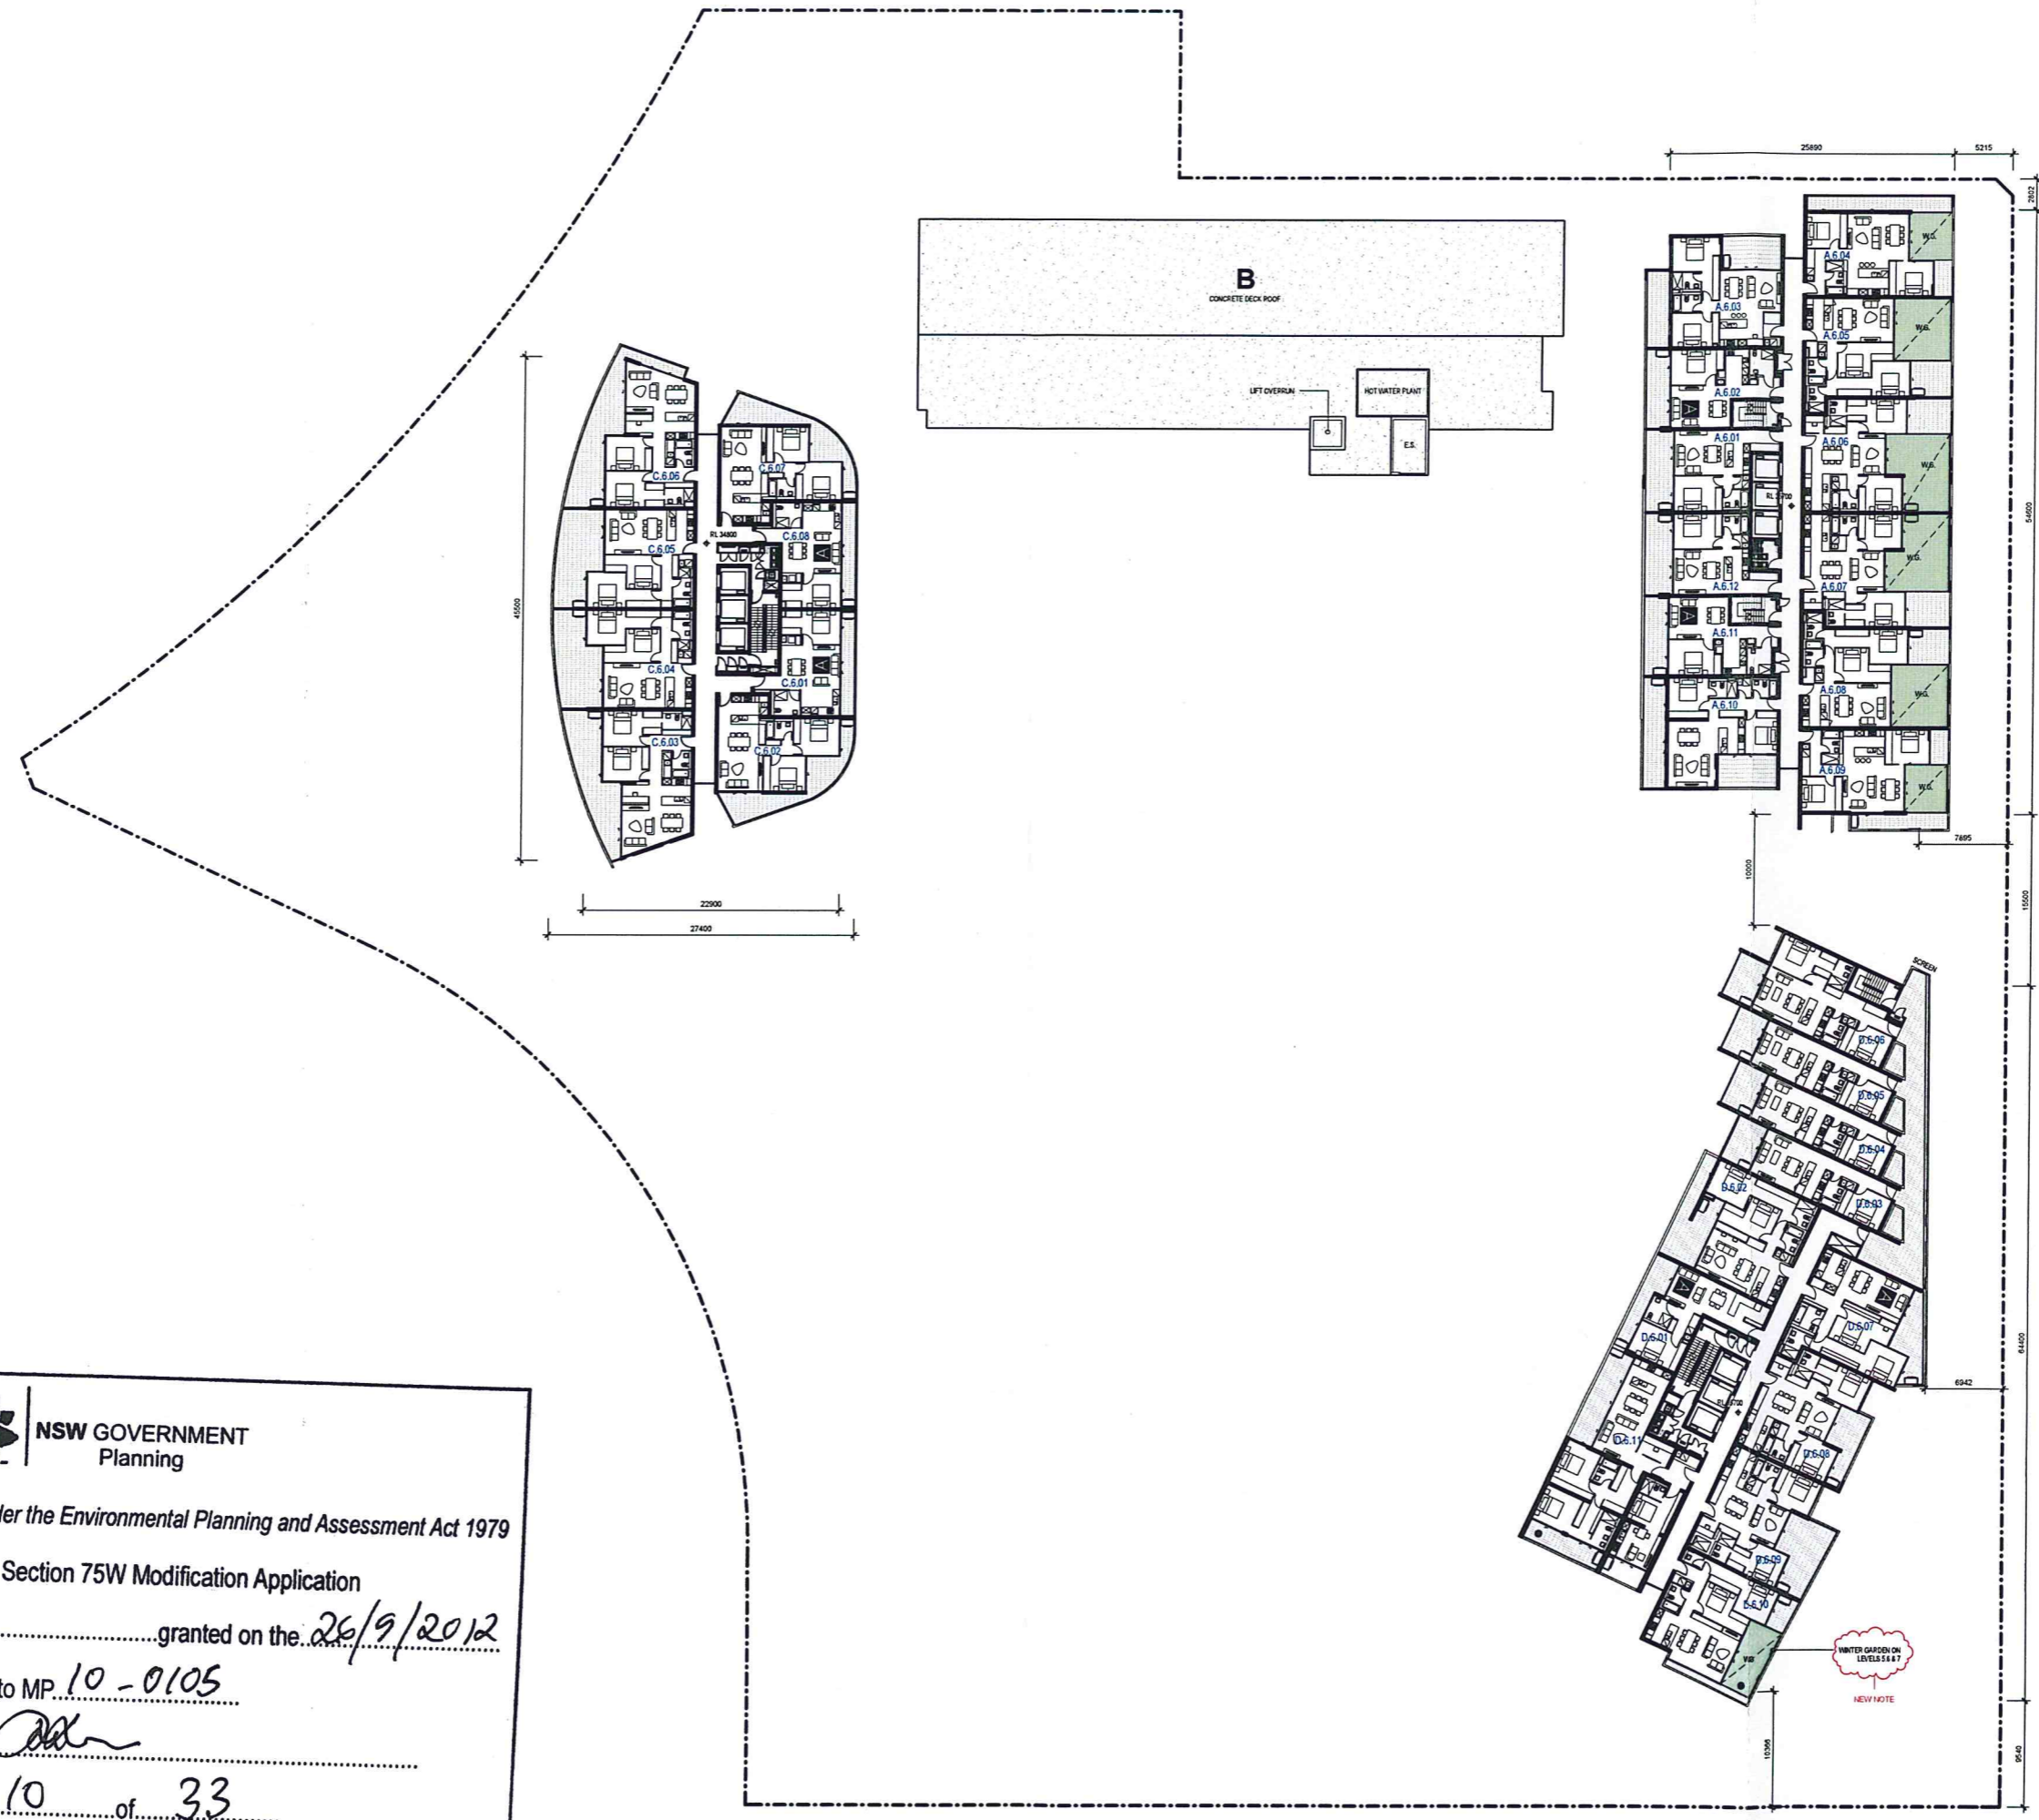 25890
5215
2802
B
CONCRETE DECK ROOF
LIFT OVERRUN
HOT WATER PLANT
E.S.
A.6.04
W.G.
A.6.03
A.6.05
W.G.
A.6.02
A.6.01
A.6.06
W.G.
A.6.12
A.6.07
W.G.
A.6.11
A.6.08
W.G.
A.6.10
A.6.09
W.G.
54600
7895
10000
15500
45500
C.6.06
C.6.07
RL 34800
C.6.05
C.6.08
C.6.04
C.6.01
C.6.03
C.6.02
22900
27400
SCREEN
D.6.06
D.6.05
D.6.04
D.6.03
D.6.02
D.6.07
D.6.01
D.6.11
D.6.08
D.6.09
D.6.10
64400
6942
WINTER GARDEN ON
LEVELS 5 6 & 7
NEW NOTE
10366
9540
NSW GOVERNMENT
Planning
the Environmental Planning and Assessment Act 1979
Section 75W Modification Application
granted on the 26/9/2012
to MP 10-0105
10 of 33